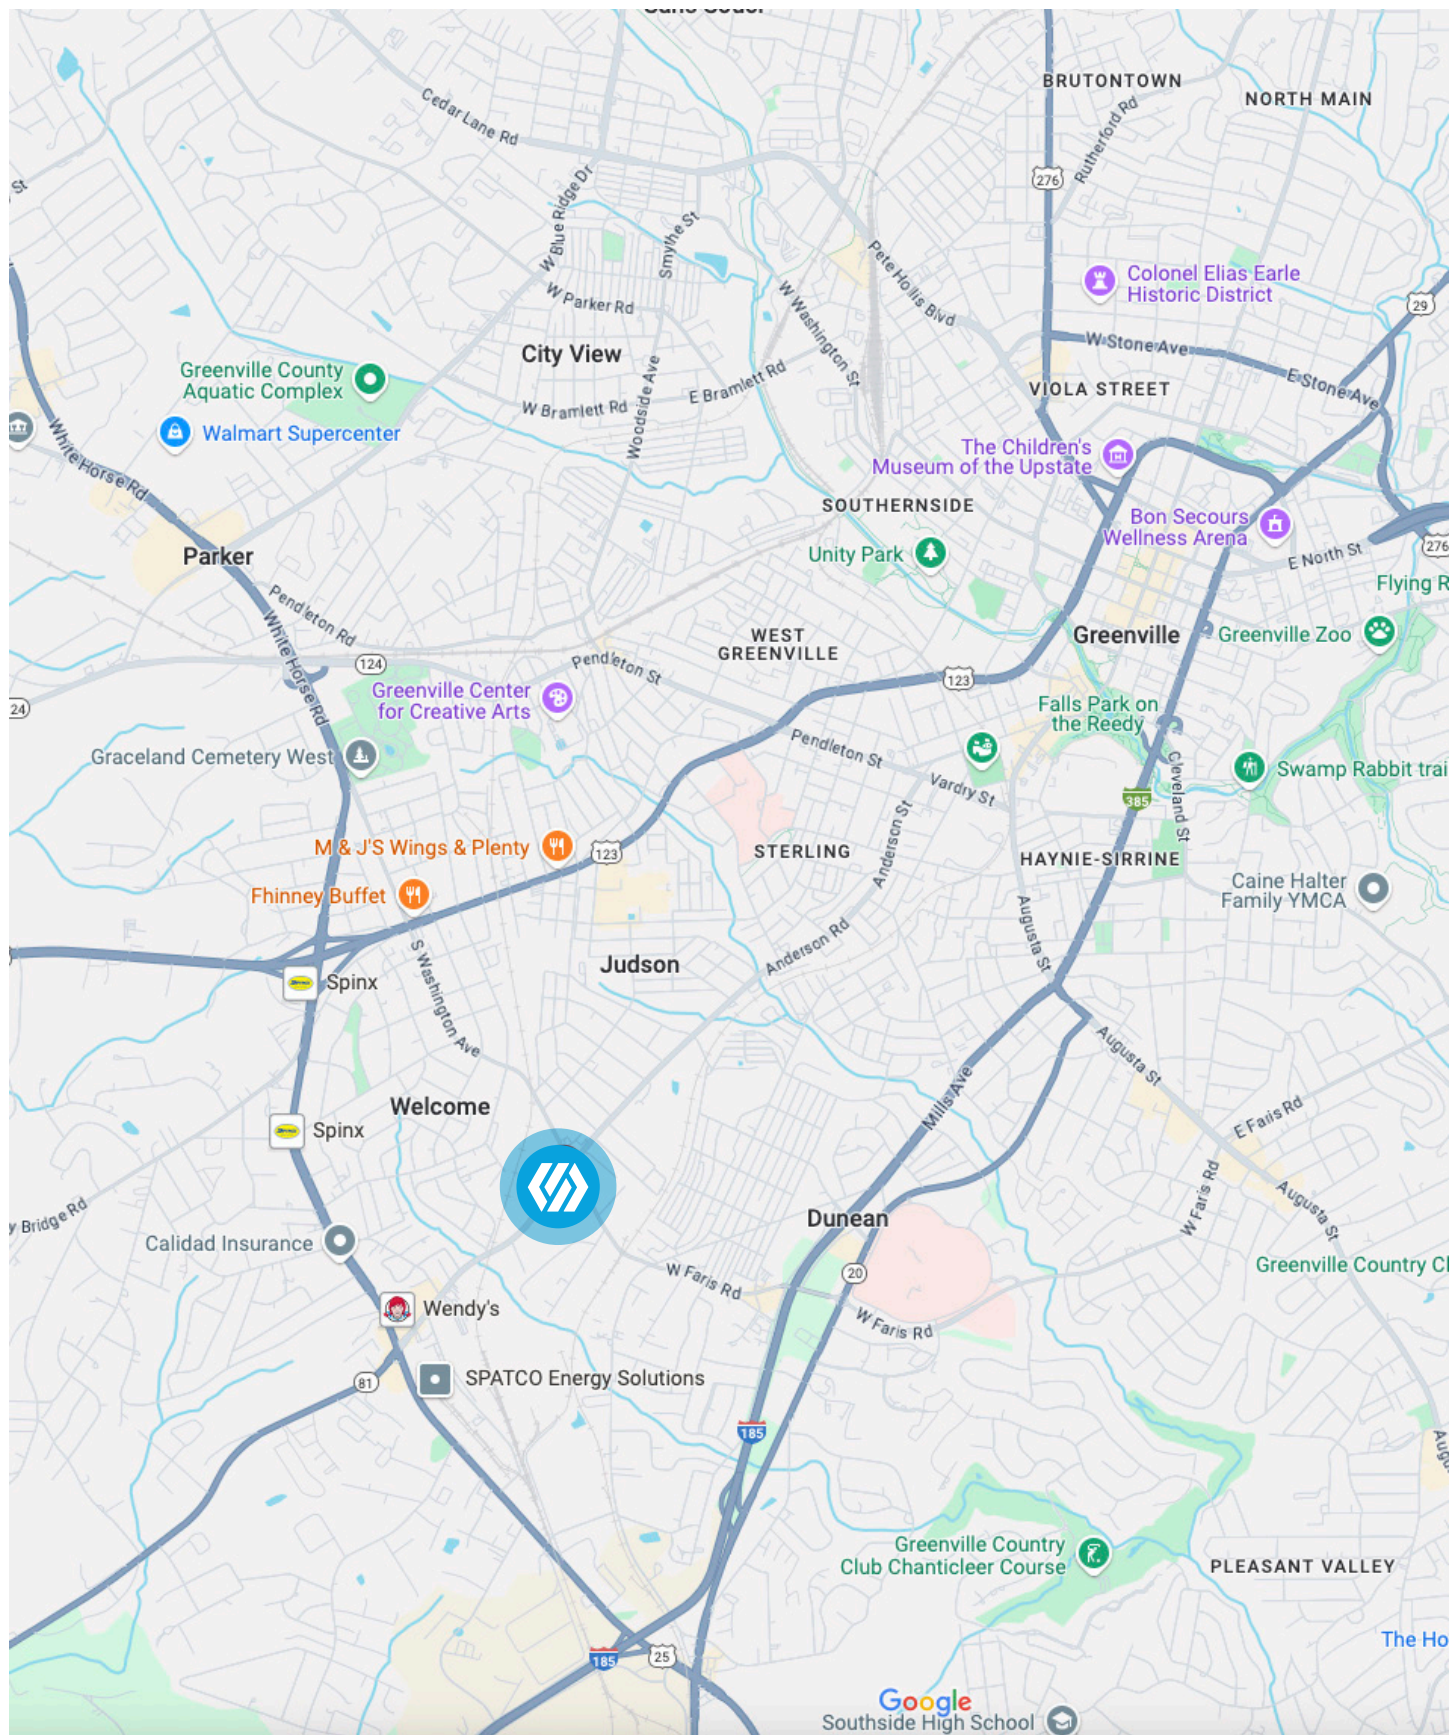 BRUTONTOWN
NORTH MAIN
Cedar Lane Rd
Rutherford Rd
St
276
W Blue Ridge Dr
Smythe St
Pete Hollis Blvd
Colonel Elias Earle
Historic District
W Parker Rd
W Washington St
29
W Stone Ave
City View
E Stone Ave
Greenville County
Aquatic Complex
E Bramlett Rd
VIOLA STREET
W Bramlett Rd
Woodside Ave
Walmart Supercenter
The Children's
Museum of the Upstate
White Horse Rd
SOUTHERNSIDE
Bon Secours
Wellness Arena
Parker
Unity Park
E North St
276
Flying R
Pendleton Rd
White Horse Rd
WEST
GREENVILLE
Greenville
Greenville Zoo
124
Pendleton St
123
24
Greenville Center
for Creative Arts
Falls Park on
the Reedy
Graceland Cemetery West
Pendleton St
Vardry St
Cleveland St
Swamp Rabbit trai
385
M & J'S Wings & Plenty
123
STERLING
Anderson St
HAYNIE-SIRRINE
Fhinney Buffet
Caine Halter
Family YMCA
Augusta St
S Washington Ave
Anderson Rd
Judson
Spinx
Augusta St
Welcome
Mills Ave
E Faris Rd
Spinx
W Faris Rd
Augusta St
y Bridge Rd
Dunean
Calidad Insurance
Greenville Country Cl
W Faris Rd
20
Wendy's
W Faris Rd
SPATCO Energy Solutions
81
185
Augu
Greenville Country
Club Chanticleer Course
PLEASANT VALLEY
The Ho
185
25
Google
Southside High School